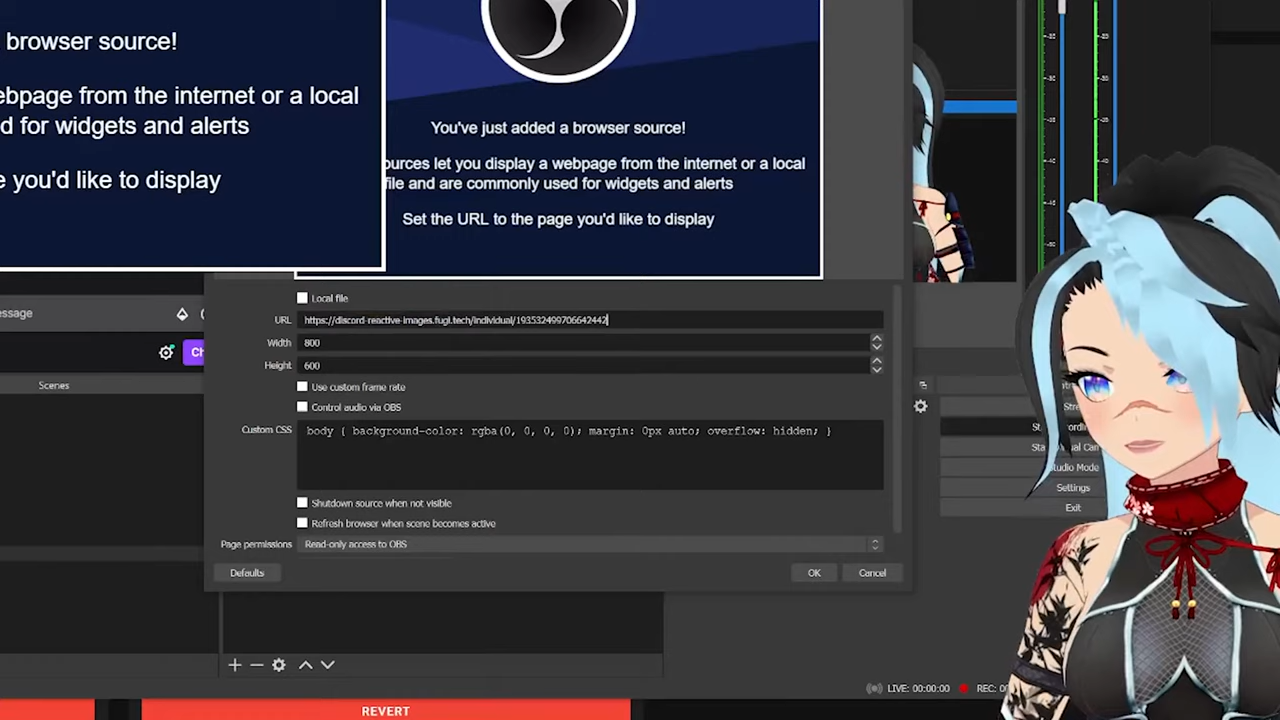 browser source!
ebpage from the internet or a local
d for widgets and alerts
e you'd like to display
You've just added a browser source!
ources let you display a webpage from the internet or a local
file and are commonly used for widgets and alerts
Set the URL to the page you'd like to display
essage
Ch
Scenes
Local file
URL
https://discord-reactive-images.fugi.tech/individual/193532499706642442
Width
800
Height
600
Use custom frame rate
Control audio via OBS
Custom CSS
body { background-color: rgba(0, 0, 0, 0); margin: 0px auto; overflow: hidden; }
Shutdown source when not visible
Refresh browser when scene becomes active
Page permissions
Read-only access to OBS
Defaults
OK
Cancel
Settings
Exit
LIVE: 00:00:00
REC: 00
REVERT